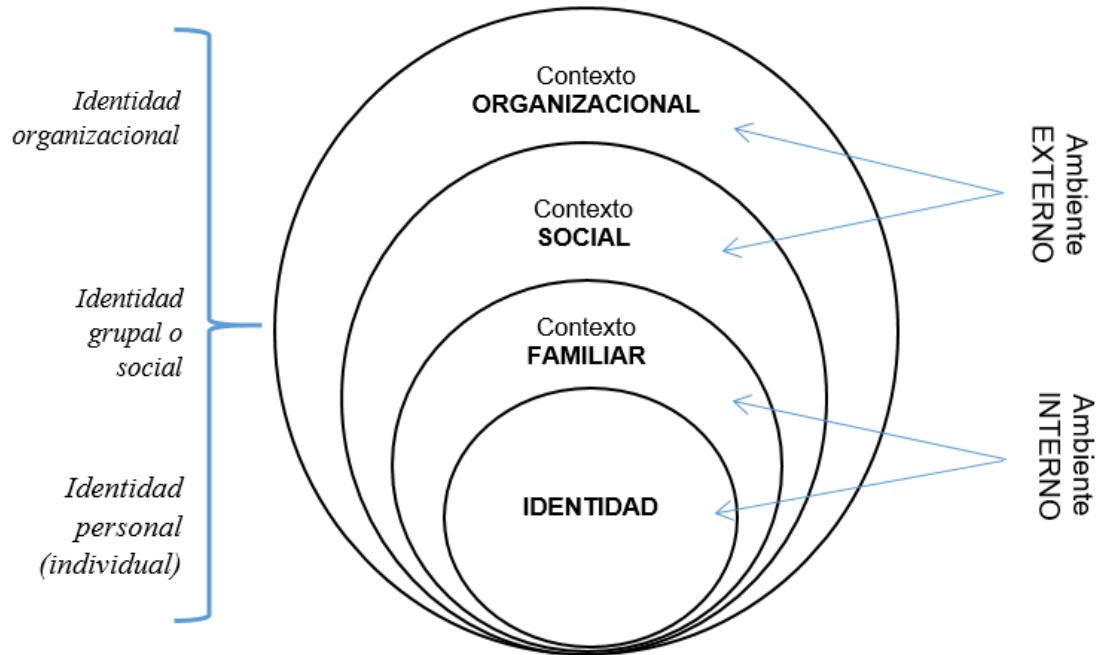 Identidad
organizacional
Identidad
grupal o
social
Identidad
personal
(individual)
Contexto
ORGANIZACIONAL
Contexto
SOCIAL
Contexto
FAMILIAR
IDENTIDAD
Ambiente
EXTERNO
Ambiente
INTERNO